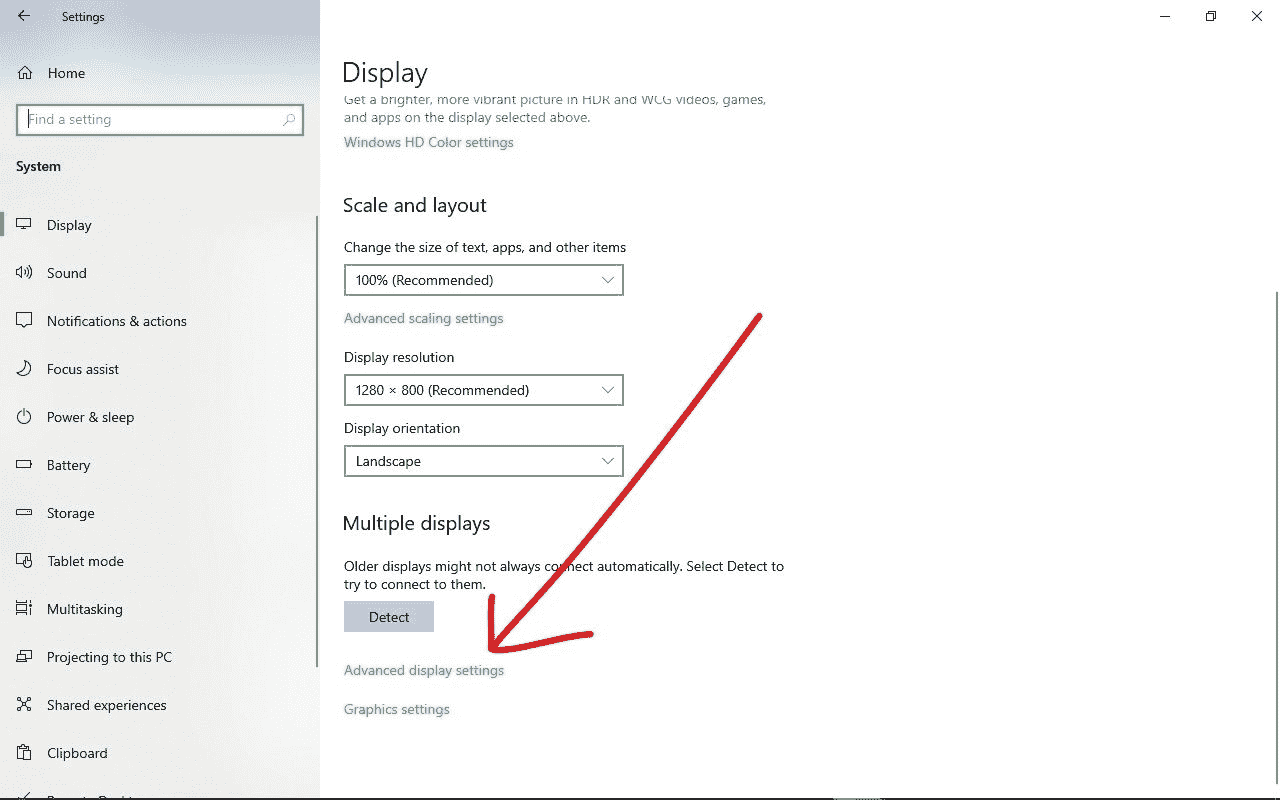 Settings
Home
Find a setting
System
Display
Sound
Notifications & actions
Focus assist
Power & sleep
Battery
Storage
Tablet mode
Multitasking
Projecting to this PC
Shared experiences
Clipboard
Display
Get a brighter, more vibrant picture in HDR and WCG videos, games,
and apps on the display selected above.
Windows HD Color settings
Scale and layout
Change the size of text, apps, and other items
100% (Recommended)
Advanced scaling settings
Display resolution
1280 × 800 (Recommended)
Display orientation
Landscape
Multiple displays
Older displays might not always connect automatically. Select Detect to
try to connect to them.
Detect
Advanced display settings
Graphics settings